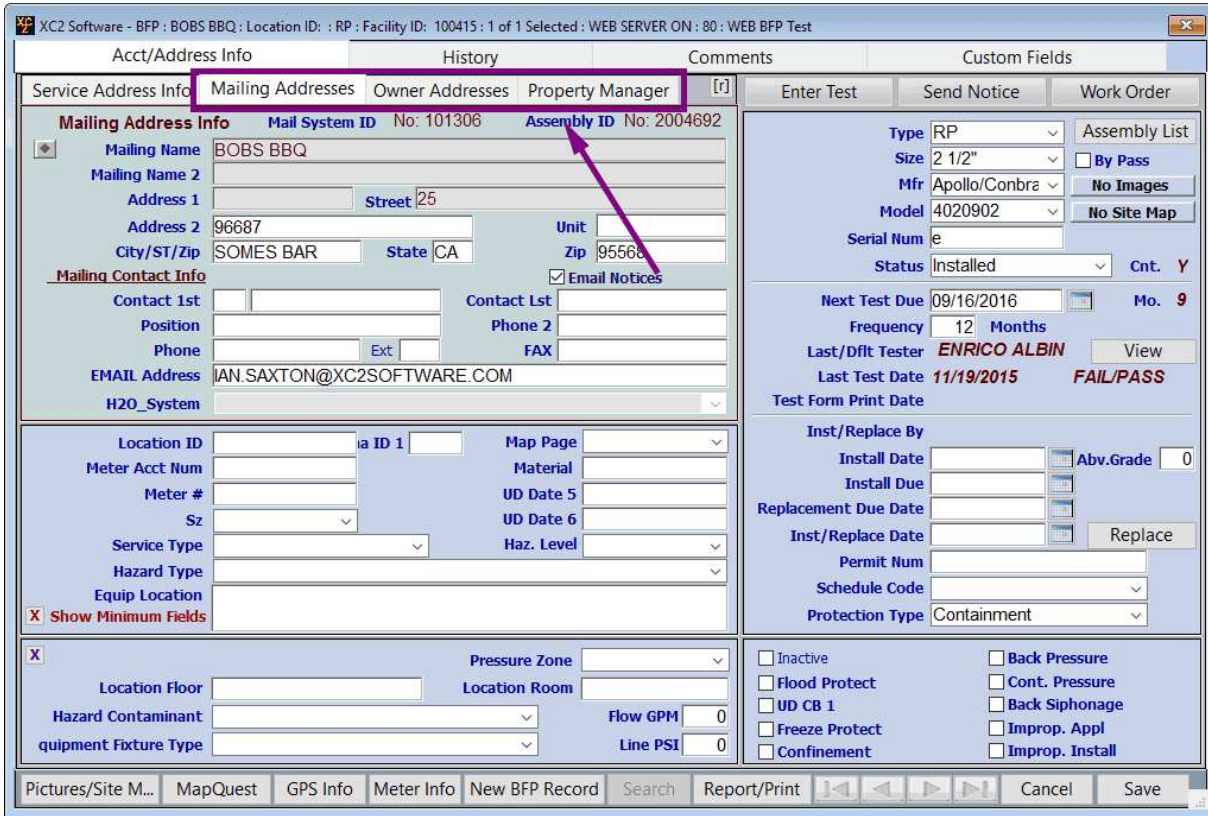 XC2 Software - BFP : BOBS BBQ : Location ID: : RP : Facility ID: 100415 : 1 of 1 Selected : WEB SERVER ON : 80 : WEB BFP Test
Acct/Address Info History Comments Custom Fields
Service Address Info Mailing Addresses Owner Addresses Property Manager [r]
Mailing Address Info Mail System ID No: 101306 Assembly ID No: 2004692
Mailing Name BOBS BBQ
Mailing Name 2
Address 1 Street 25
Address 2 96687 Unit
City/ST/Zip SOMES BAR State CA Zip 95568
Mailing Contact Info Email Notices
Contact 1st Contact Lst
Position Phone 2
Phone Ext FAX
EMAIL Address IAN.SAXTON@XC2SOFTWARE.COM
H2O_System
Location ID a ID 1 Map Page
Meter Acct Num Material
Meter # UD Date 5
Sz UD Date 6
Service Type Haz. Level
Hazard Type
Equip Location
X Show Minimum Fields
X Pressure Zone
Location Floor Location Room
Hazard Contaminant Flow GPM 0
quipment Fixture Type Line PSI 0
Enter Test Send Notice Work Order
Type RP Assembly List
Size 2 1/2" By Pass
Mfr Apollo/Conbra No Images
Model 4020902 No Site Map
Serial Num e
Status Installed Cnt. Y
Next Test Due 09/16/2016 Mo. 9
Frequency 12 Months
Last/Dflt Tester ENRICO ALBIN View
Last Test Date 11/19/2015 FAIL/PASS
Test Form Print Date
Inst/Replace By
Install Date Abv.Grade 0
Install Due
Replacement Due Date
Inst/Replace Date Replace
Permit Num
Schedule Code
Protection Type Containment
Inactive Back Pressure
Flood Protect Cont. Pressure
UD CB 1 Back Siphonage
Freeze Protect Improp. Appl
Confinement Improp. Install
Pictures/Site M... MapQuest GPS Info Meter Info New BFP Record Search Report/Print Cancel Save